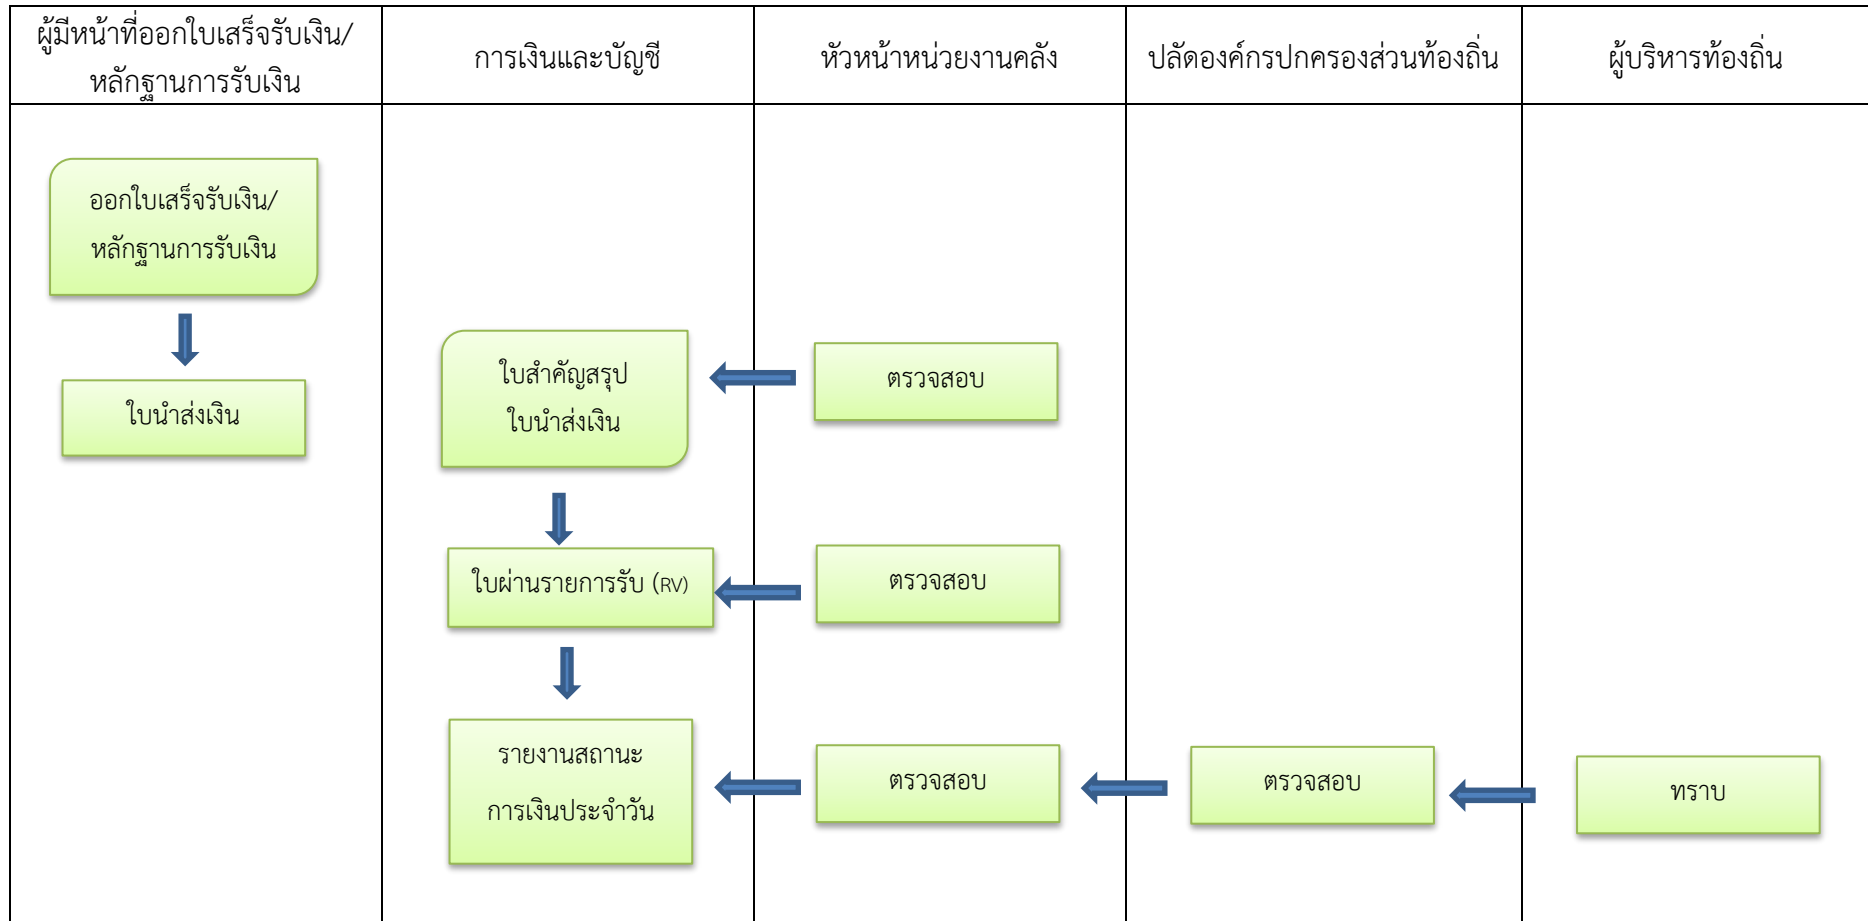 ผู้มีหน้าที่ออกใบเสร็จรับเงิน/
หลักฐานการรับเงิน
การเงินและบัญชี
หัวหน้าหน่วยงานคลัง
ปลัดองค์กรปกครองส่วนท้องถิ่น
ผู้บริหารท้องถิ่น
ออกใบเสร็จรับเงิน/
หลักฐานการรับเงิน
ใบนำส่งเงิน
ใบสำคัญสรุป
ใบนำส่งเงิน
ตรวจสอบ
ใบผ่านรายการรับ (RV)
ตรวจสอบ
รายงานสถานะ
การเงินประจำวัน
ตรวจสอบ
ตรวจสอบ
ทราบ